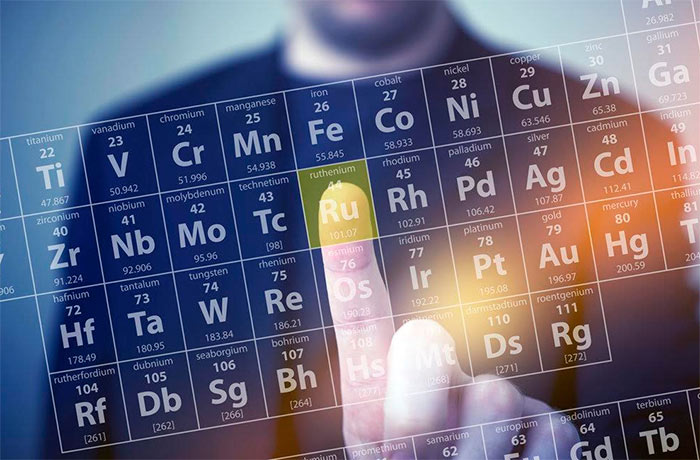 26.982
titanium
22
Ti
47.867
vanadium
23
V
50.942
chromium
24
Cr
51.996
manganese
25
Mn
54.938
iron
26
Fe
55.845
cobalt
27
Co
58.933
nickel
28
Ni
58.693
copper
29
Cu
63.546
zinc
30
Zn
65.38
gallium
31
Ga
69.723
zirconium
40
Zr
91.224
niobium
41
Nb
92.906
molybdenum
42
Mo
95.96
technetium
43
Tc
[98]
ruthenium
44
Ru
101.07
rhodium
45
Rh
102.91
palladium
46
Pd
106.42
silver
47
Ag
107.87
cadmium
48
Cd
112.41
indium
49
In
114.82
hafnium
72
Hf
178.49
tantalum
73
Ta
180.95
tungsten
74
W
183.84
rhenium
75
Re
186.21
osmium
76
Os
190.23
iridium
77
Ir
192.22
platinum
78
Pt
195.08
gold
79
Au
196.97
mercury
80
Hg
200.59
81
rutherfordium
104
Rf
[261]
dubnium
105
Db
[262]
seaborgium
106
Sg
[266]
bohrium
107
Bh
[264]
108
Hs
[277]
Mt
[268]
darmstadtium
110
Ds
[271]
roentgenium
111
Rg
[272]
promethium
samarium
62
europium
63
Eu
gadolinium
64
Gd
terbium
65
Tb